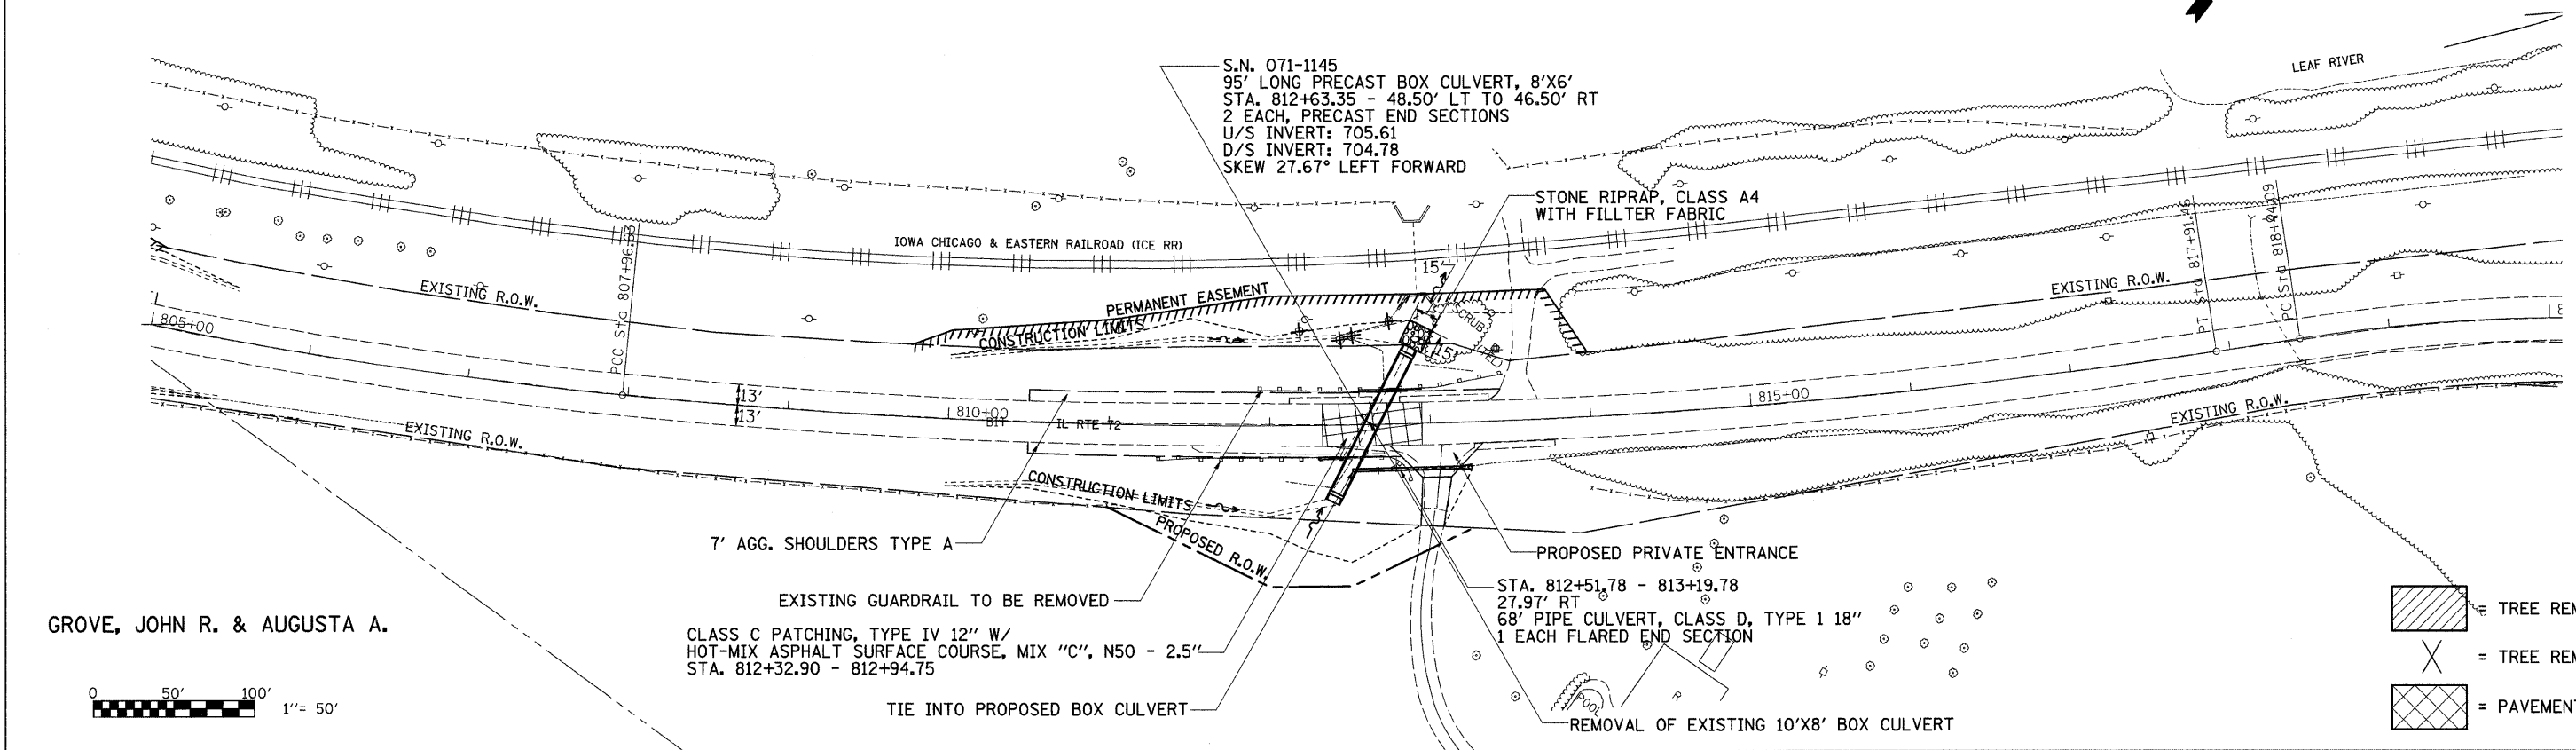 S.N. 071-1145
95' LONG PRECAST BOX CULVERT, 8'X6'
STA. 812+63.35 - 48.50' LT TO 46.50' RT
2 EACH, PRECAST END SECTIONS
U/S INVERT: 705.61
D/S INVERT: 704.78
SKEW 27.67° LEFT FORWARD
LEAF RIVER
STONE RIPRAP, CLASS A4
WITH FILLTER FABRIC
IOWA CHICAGO & EASTERN RAILROAD (ICE RR)
PCC Sta 807+96.63
PT Sta 817+91.46
PC Sta 818+44.09
EXISTING R.O.W.
EXISTING R.O.W.
PERMANENT EASEMENT
CONSTRUCTION LIMITS
15'
SCRUB
15'
(TEL)
805+00
13'
13'
810+00
BIT
IL RTE 72
815+00
EXISTING R.O.W.
EXISTING R.O.W.
CONSTRUCTION LIMITS
PROPOSED R.O.W.
7' AGG. SHOULDERS TYPE A
PROPOSED PRIVATE ENTRANCE
EXISTING GUARDRAIL TO BE REMOVED
STA. 812+51.78 - 813+19.78
27.97' RT
68' PIPE CULVERT, CLASS D, TYPE 1 18"
1 EACH FLARED END SECTION
GROVE, JOHN R. & AUGUSTA A.
CLASS C PATCHING, TYPE IV 12" W/
HOT-MIX ASPHALT SURFACE COURSE, MIX "C", N50 - 2.5"
STA. 812+32.90 - 812+94.75
TIE INTO PROPOSED BOX CULVERT
REMOVAL OF EXISTING 10'X8' BOX CULVERT
POOL
R
0 50' 100'
1"= 50'
= TREE REM
= TREE REM
= PAVEMENT